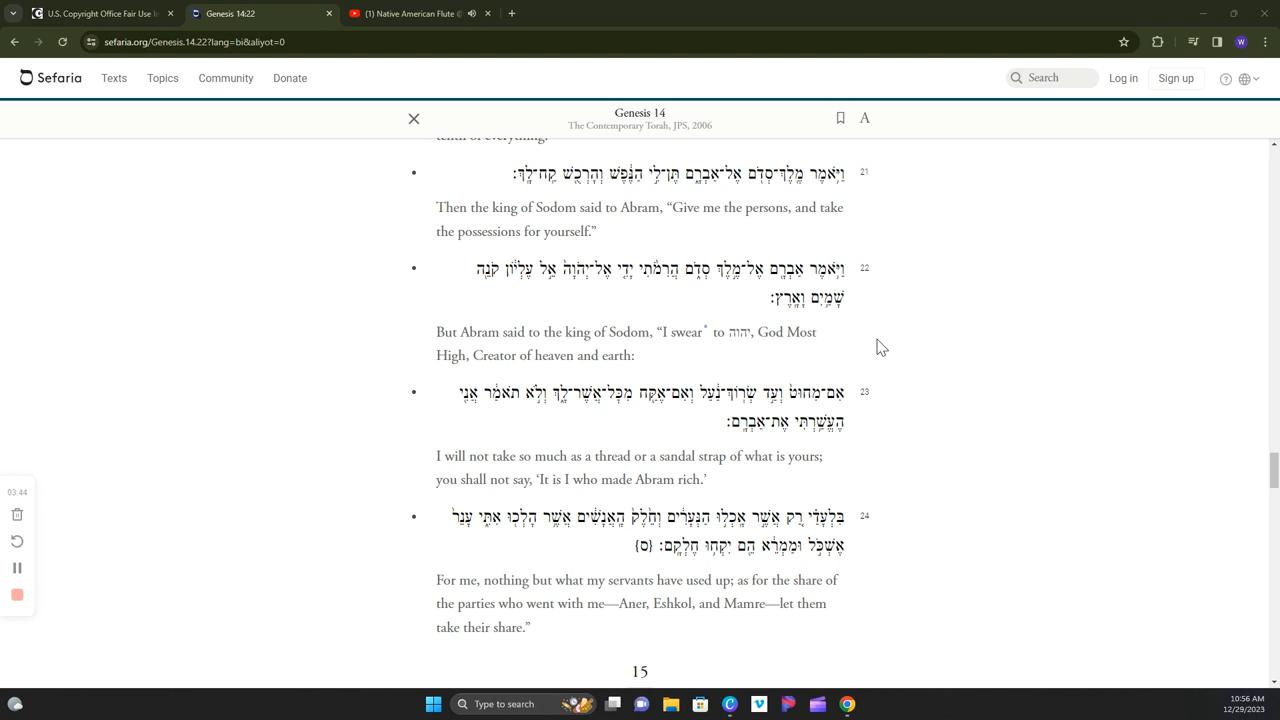 U.S. Copyright Office Fair Use In
Genesis 14:22
(1) Native American Flute @
sefaria.org/Genesis.14.22?lang=bi&aliyot=0
W
Sefaria
Texts
Topics
Community
Donate
Search
Log in
Sign up
Genesis 14
The Contemporary Torah, JPS, 2006
tenth of everything.
וַיֹּ֥אמֶר מֶֽלֶךְ־סְדֹ֖ם אֶל־אַבְרָ֑ם תֶּן־לִ֣י הַנֶּ֔פֶשׁ וְהָרְכֻ֖שׁ קַֽח־לָֽךְ׃
21
Then the king of Sodom said to Abram, “Give me the persons, and take
the possessions for yourself.”
וַיֹּ֥אמֶר אַבְרָ֖ם אֶל־מֶ֣לֶךְ סְדֹ֑ם הֲרִמֹ֨תִי יָדִ֤י אֶל־יְהֹוָה֙ אֵ֣ל עֶלְי֔וֹן קֹנֵ֖ה
22
שָׁמַ֥יִם וָאָֽרֶץ׃
But Abram said to the king of Sodom, “I swear* to יהוה, God Most
High, Creator of heaven and earth:
אִם־מִחוּט֙ וְעַ֣ד שְׂרֽוֹךְ־נַ֔עַל וְאִם־אֶקַּ֖ח מִכׇּל־אֲשֶׁר־לָ֑ךְ וְלֹ֣א תֹאמַ֔ר אֲנִ֖י
23
הֶעֱשַׁ֥רְתִּי אֶת־אַבְרָֽם׃
I will not take so much as a thread or a sandal strap of what is yours;
you shall not say, ‘It is I who made Abram rich.’
בִּלְעָדַ֗י רַ֚ק אֲשֶׁ֣ר אָֽכְל֣וּ הַנְּעָרִ֔ים וְחֵ֙לֶק֙ הָֽאֲנָשִׁ֔ים אֲשֶׁ֥ר הָלְכ֖וּ אִתִּ֑י עָנֵר֙
24
אֶשְׁכֹּ֣ל וּמַמְרֵ֔א הֵ֖ם יִקְח֥וּ חֶלְקָֽם׃ {ס}
For me, nothing but what my servants have used up; as for the share of
the parties who went with me—Aner, Eshkol, and Mamre—let them
take their share.”
15
03:44
Type to search
10:56 AM
12/29/2023